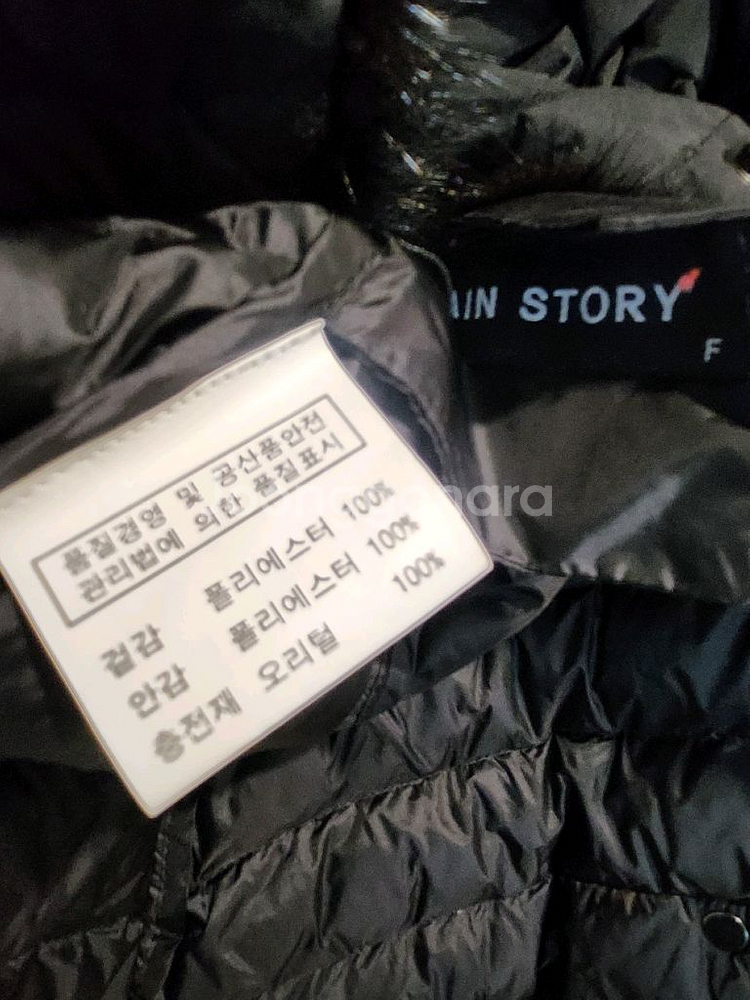 AIN STORY
F
품질경영 및 공산품안전
관리법에 의한 품질표시
겉감 폴리에스터 100%
안감 폴리에스터 100%
충전재 오리털 100%